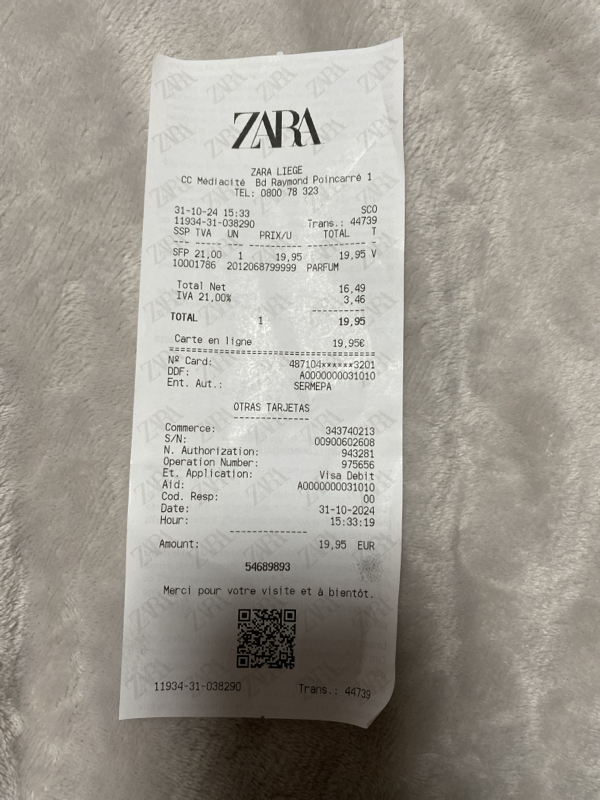 ZARA
ZARA LIEGE
CC Médiacité Bd Raymond Poincarré 1
TEL: 0800 78 323
31-10-24 15:33 SCO
11934-31-038290 Trans.: 44739
SSP TVA UN PRIX/U TOTAL T
SFP 21,00 1 19,95 19,95 V
10001786 2012068799999 PARFUM
Total Net 16,49
IVA 21,00% 3,46
TOTAL 1 19,95
Carte en ligne 19,95€
Nº Card: 487104******3201
DDF: A0000000031010
Ent. Aut.: SERMEPA
OTRAS TARJETAS
Commerce: 343740213
S/N: 00900602608
N. Authorization: 943281
Operation Number: 975656
Et. Application: Visa Debit
Aid: A0000000031010
Cod. Resp: 00
Date: 31-10-2024
Hour: 15:33:19
Amount: 19,95 EUR
54689893
Merci pour votre visite et à bientôt.
11934-31-038290 Trans.: 44739